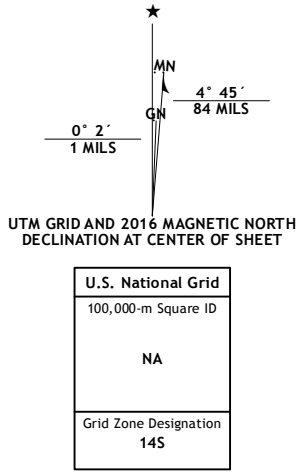 ★
MN
GN
4° 45´
84 MILS
0° 2´
1 MILS
UTM GRID AND 2016 MAGNETIC NORTH
DECLINATION AT CENTER OF SHEET
U.S. National Grid
100,000-m Square ID
NA
Grid Zone Designation
14S